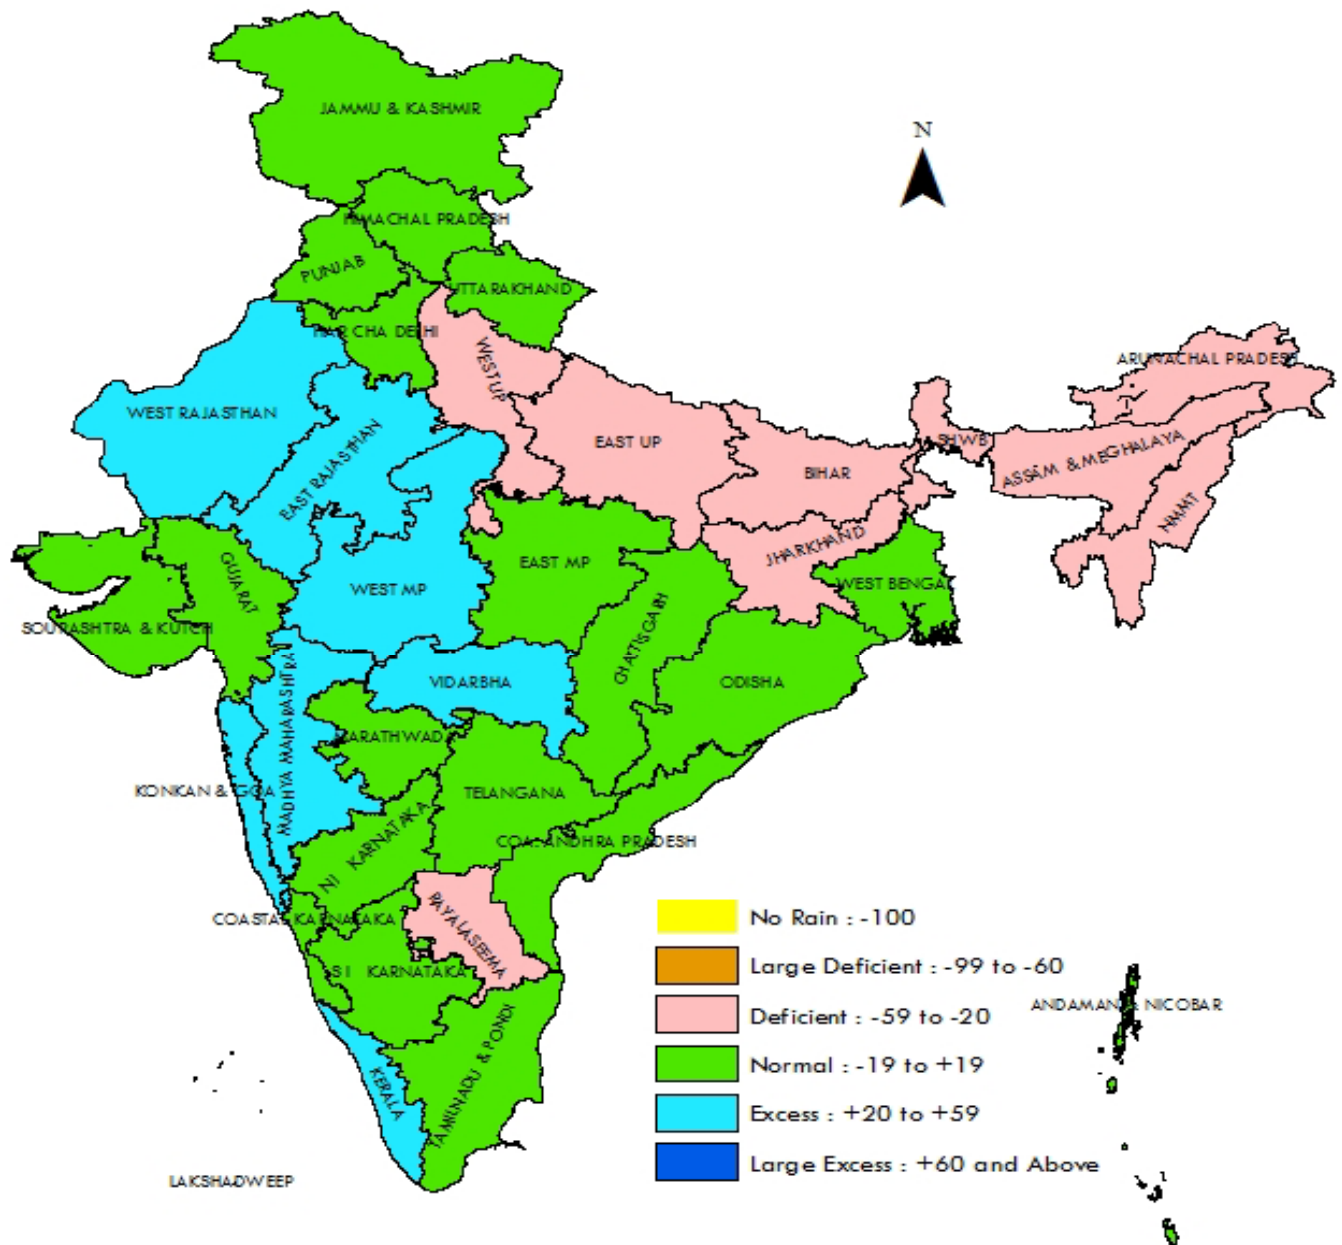 JAMMU & KASHMIR
N
HIMACHAL PRADESH
PUNJAB
UTTARAKHAND
HAR CHA DELHI
WEST UP
ARUNACHAL PRADESH
WEST RAJASTHAN
EAST RAJASTHAN
EAST UP
BIHAR
SHWB
ASSAM & MEGHALAYA
NMMT
JHARKHAND
GUJARAT
WEST MP
EAST MP
WEST BENGA
SOURASHTRA & KUTCH
CHATISGARH
MADHYA MAHARASHTRA
VIDARBHA
ODISHA
MARATHWAD
KONKAN & GOA
TELANGANA
NI KARNATAKA
COA. ANDHRA PRADESH
COASTAL KARNATAKA
RAYALASEEMA
SI KARNATAKA
KERALA
TAMILNADU & PONDI
LAKSHADWEEP
ANDAMAN & NICOBAR
No Rain : -100
Large Deficient : -99 to -60
Deficient : -59 to -20
Normal : -19 to +19
Excess : +20 to +59
Large Excess : +60 and Above